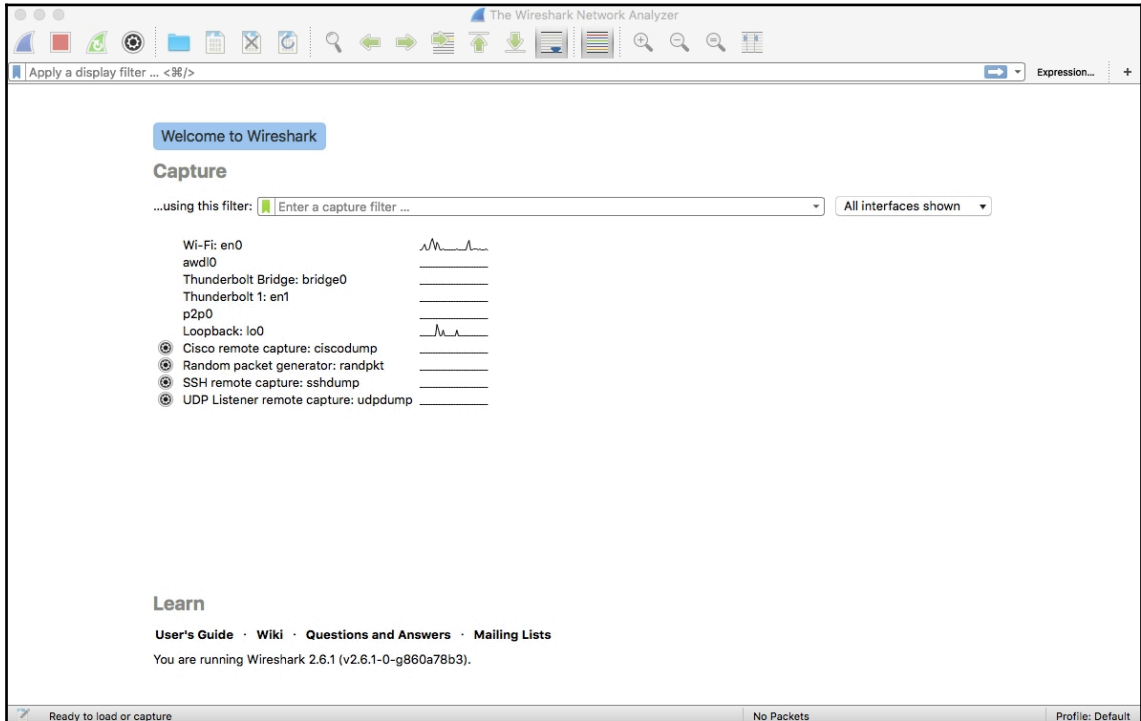 The Wireshark Network Analyzer
Apply a display filter ... <⌘/>
Expression... +
Welcome to Wireshark
Capture
...using this filter: Enter a capture filter ... All interfaces shown
Wi-Fi: en0
awdl0
Thunderbolt Bridge: bridge0
Thunderbolt 1: en1
p2p0
Loopback: lo0
Cisco remote capture: ciscodump
Random packet generator: randpkt
SSH remote capture: sshdump
UDP Listener remote capture: udpdump
Learn
User's Guide · Wiki · Questions and Answers · Mailing Lists
You are running Wireshark 2.6.1 (v2.6.1-0-g860a78b3).
Ready to load or capture No Packets Profile: Default